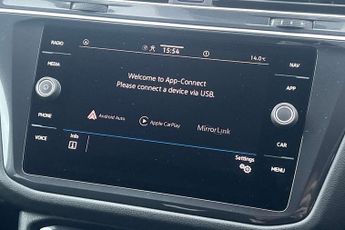 RADIO
15:54
14.0°C
NAV
MEDIA
Welcome to App-Connect
Please connect a device via USB.
APP
Android Auto
Apple CarPlay
MirrorLink
PHONE
CAR
VOICE
Info
Settings
MENU